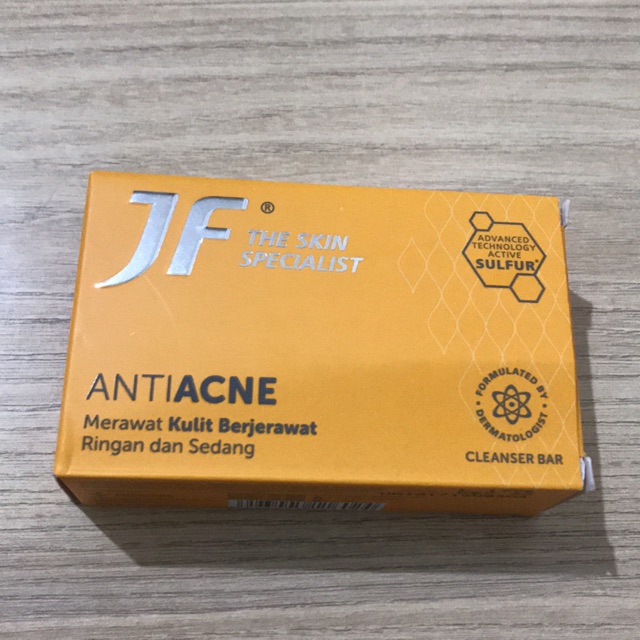 JF®
THE SKIN
SPECIALIST
ADVANCED
TECHNOLOGY
ACTIVE
SULFUR*
ANTIACNE
Merawat Kulit Berjerawat
Ringan dan Sedang
FORMULATED BY
DERMATOLOGIST
CLEANSER BAR